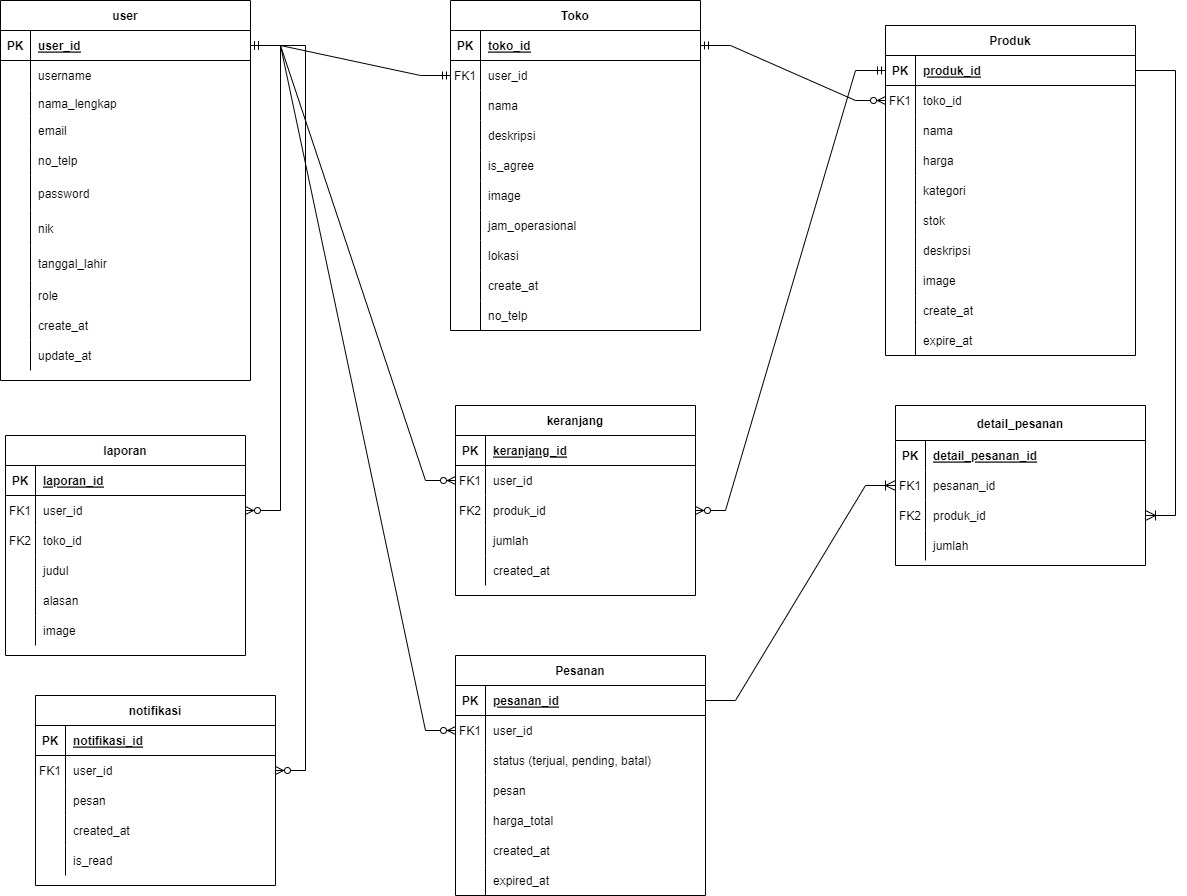 user
PK user_id
username
nama_lengkap
email
no_telp
password
nik
tanggal_lahir
role
create_at
update_at
Toko
PK toko_id
FK1 user_id
nama
deskripsi
is_agree
image
jam_operasional
lokasi
create_at
no_telp
Produk
PK produk_id
FK1 toko_id
nama
harga
kategori
stok
deskripsi
image
create_at
expire_at
laporan
PK laporan_id
FK1 user_id
FK2 toko_id
judul
alasan
image
keranjang
PK keranjang_id
FK1 user_id
FK2 produk_id
jumlah
created_at
detail_pesanan
PK detail_pesanan_id
FK1 pesanan_id
FK2 produk_id
jumlah
notifikasi
PK notifikasi_id
FK1 user_id
pesan
created_at
is_read
Pesanan
PK pesanan_id
FK1 user_id
status (terjual, pending, batal)
pesan
harga_total
created_at
expired_at